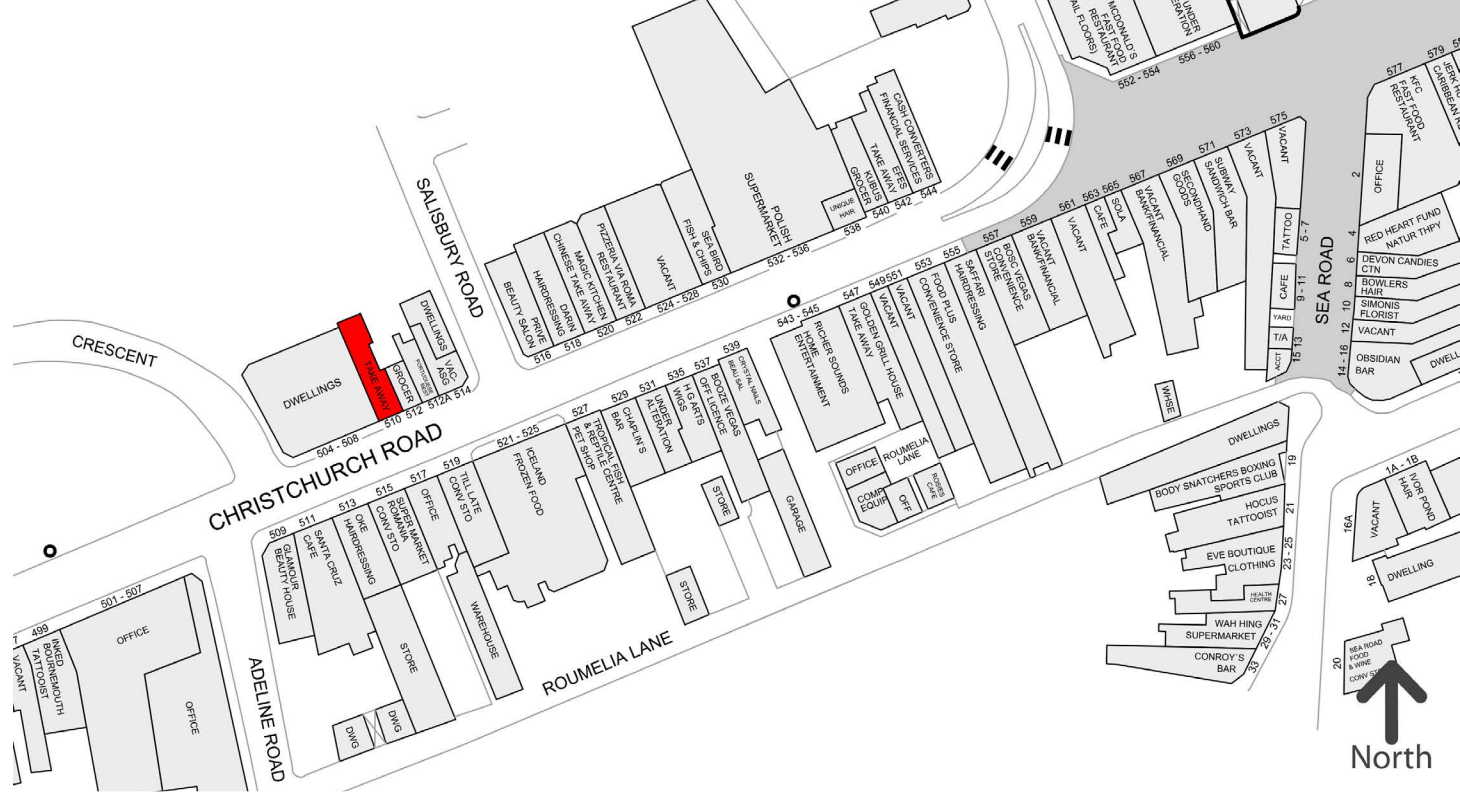 MCDONALD'S
FAST FOOD
RESTAURANT
AIL FLOORS)
UNDER
ERATION
552 - 554
556 - 560
577
579
KFC
FAST FOOD
RESTAURANT
JERK HU
CARIBBEAN R
OFFICE
2
CASH CONVERTERS
FINANCIAL SERVICES
EFES
TAKE AWAY
KUBUS
GROCER
UNIQUE
HAIR
538
540
542
544
POLISH
SUPERMARKET
532 - 536
SEA BIRD
FISH & CHIPS
530
VACANT
524 - 528
PIZZERIA VIA ROMA
RESTAURANT
522
MAGIC KITCHEN
CHINESE TAKE AWAY
520
DARIN
HAIRDRESSING
518
PRIVE
BEAUTY SALON
516
SALISBURY ROAD
DWELLINGS
VAC-
ASG
PORTUGUESE
REST
GROCER
TAKE AWAY
DWELLINGS
504 - 508
510
512
512A
514
CRESCENT
CHRISTCHURCH ROAD
575
VACANT
573
VACANT
571
SUBWAY
SANDWICH BAR
569
SECONDHAND
GOODS
567
VACANT
BANK/FINANCIAL
565
SOLA
563
CAFE
561
VACANT
559
VACANT
BANK/FINANCIAL
557
BOSC VEGAS
CONVENIENCE
STORE
555
SAFFARI
HAIRDRESSING
553
FOOD PLUS
CONVENIENCE STORE
551
VACANT
549
VACANT
547
GOLDEN GRILL HOUSE
TAKE AWAY
543 - 545
RICHER SOUNDS
HOME
ENTERTAINMENT
539
CRYSTAL NAILS
BEAU SAL
537
BOOZE VEGAS
OFF LICENCE
535
H G ARTS
WIGS
531
UNDER
ALTERATION
529
CHAPLIN'S
BAR
527
TROPICAL FISH
& REPTILE CENTRE
PET SHOP
521 - 525
ICELAND
FROZEN FOOD
519
TILL LATE
CONV STO
517
OFFICE
515
SUPER MARKET
ROMANIA
CONV STO
513
OKE
HAIRDRESSING
511
SANTA CRUZ
CAFE
509
GLAMOUR
BEAUTY HOUSE
501 - 507
OFFICE
OFFICE
499
INKED
BOURNEMOUTH
TATTOOIST
7
VACANT
ADELINE ROAD
STORE
DWG
DWG
WAREHOUSE
STORE
STORE
GARAGE
ROUMELIA LANE
OFFICE
ROUMELIA
LANE
COMP
EQUIP
OFF
ROSIES
CAFE
WHSE
TATTOO
5 - 7
CAFE
9 - 11
YARD
T/A
13
ACCT
15
SEA ROAD
4
RED HEART FUND
NATUR THPY
6
DEVON CANDIES
CTN
8
BOWLERS
HAIR
10
SIMONIS
FLORIST
12
VACANT
14 - 16
OBSIDIAN
BAR
DWELL
DWELLINGS
19
BODY SNATCHERS BOXING
SPORTS CLUB
21
HOCUS
TATTOOIST
23 - 25
EVE BOUTIQUE
CLOTHING
27
HEALTH
CENTRE
29 - 31
WAH HING
SUPERMARKET
33
CONROY'S
BAR
1A - 1B
IVOR POND
HAIR
16A
VACANT
18
DWELLING
20
SEA ROAD
FOOD
& WINE
CONV ST
North